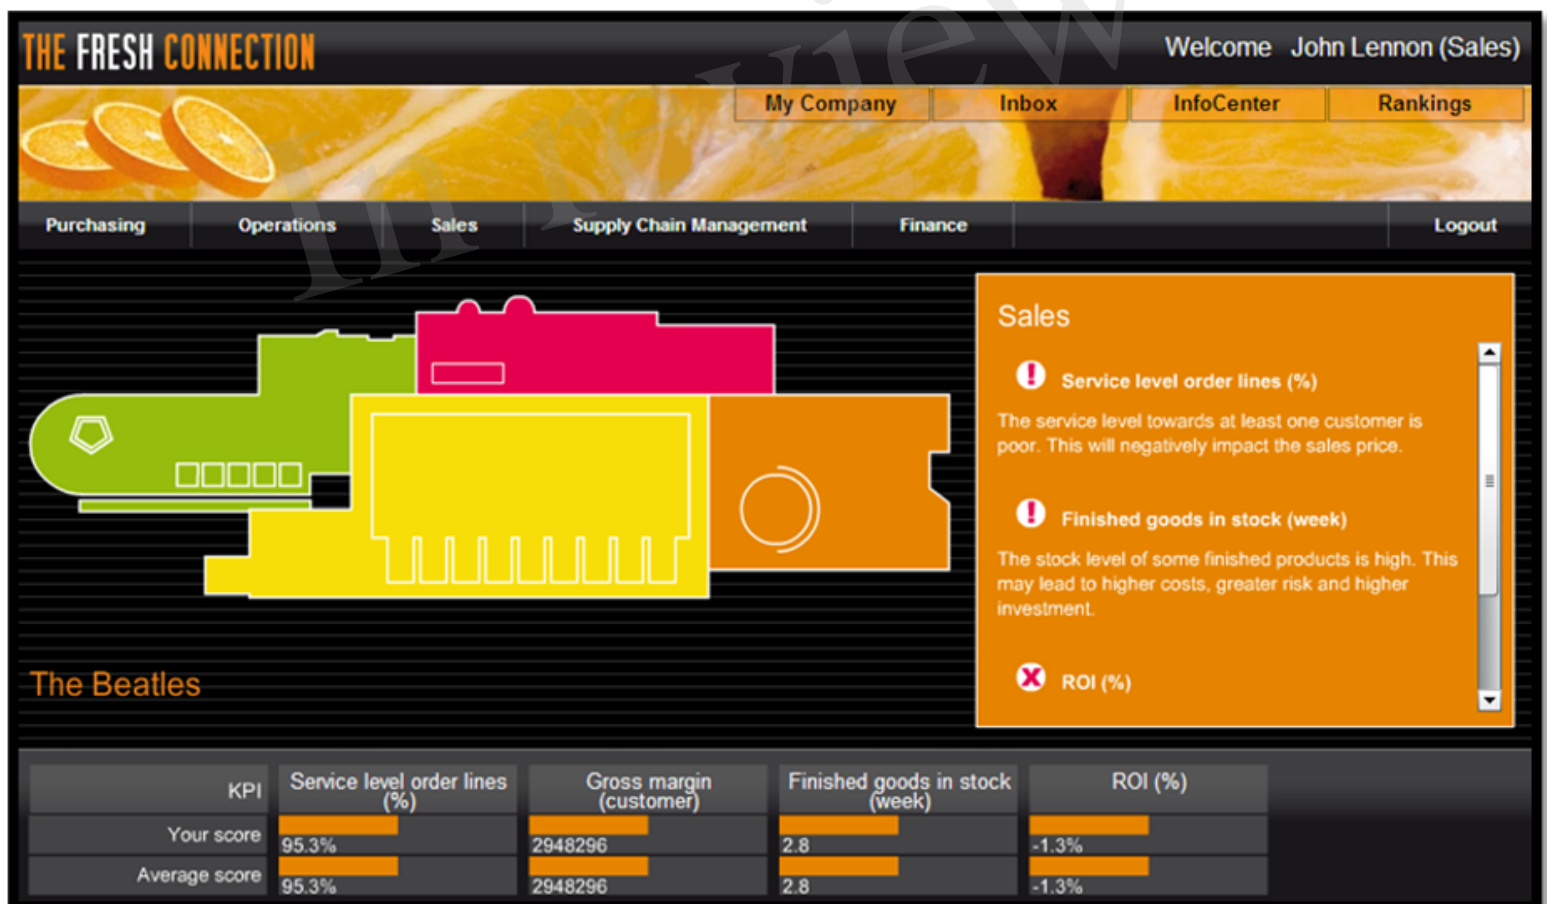 THE FRESH CONNECTION
Welcome John Lennon (Sales)
My Company Inbox InfoCenter Rankings
In review
Purchasing Operations Sales Supply Chain Management Finance Logout
Sales
Service level order lines (%)
The service level towards at least one customer is
poor. This will negatively impact the sales price.
Finished goods in stock (week)
The stock level of some finished products is high. This
may lead to higher costs, greater risk and higher
investment.
ROI (%)
The Beatles
KPI Service level order lines (%) Gross margin (customer) Finished goods in stock (week) ROI (%)
Your score 95.3% 2948296 2.8 -1.3%
Average score 95.3% 2948296 2.8 -1.3%